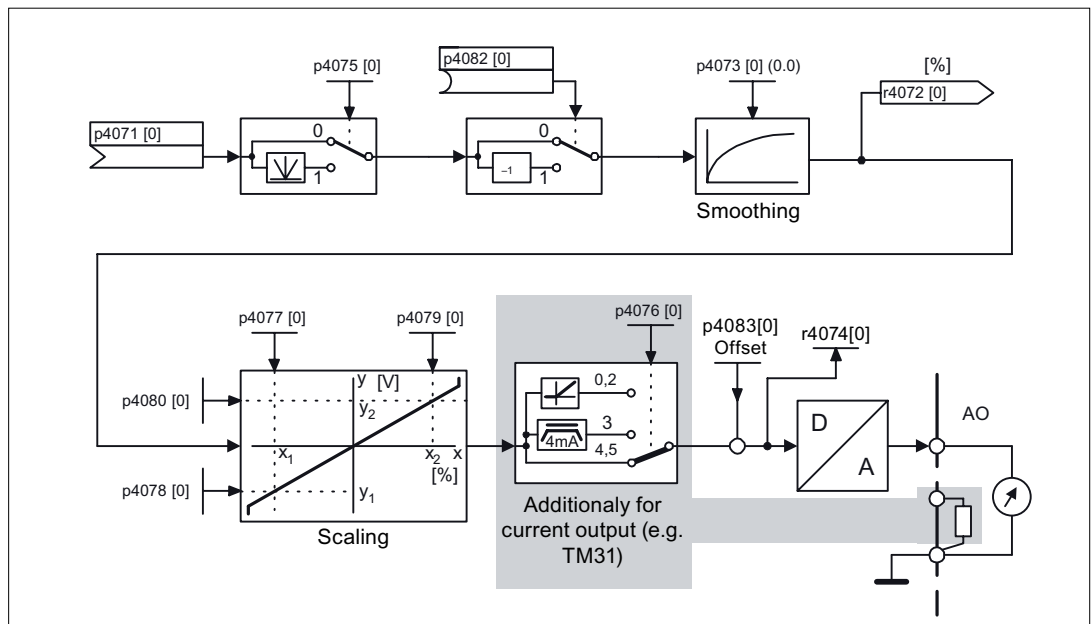 p4075 [0]
p4082 [0]
p4073 [0] (0.0)
[%]
r4072 [0]
p4071 [0]
0
1
0
–1
1
Smoothing
p4077 [0]
p4079 [0]
p4076 [0]
p4083[0]
Offset
r4074[0]
p4080 [0]
y [V]
y2
0,2
3
4mA
4,5
x1
x2 x
[%]
p4078 [0]
y1
D
A
AO
Scaling
Additionaly for
current output (e.g.
TM31)